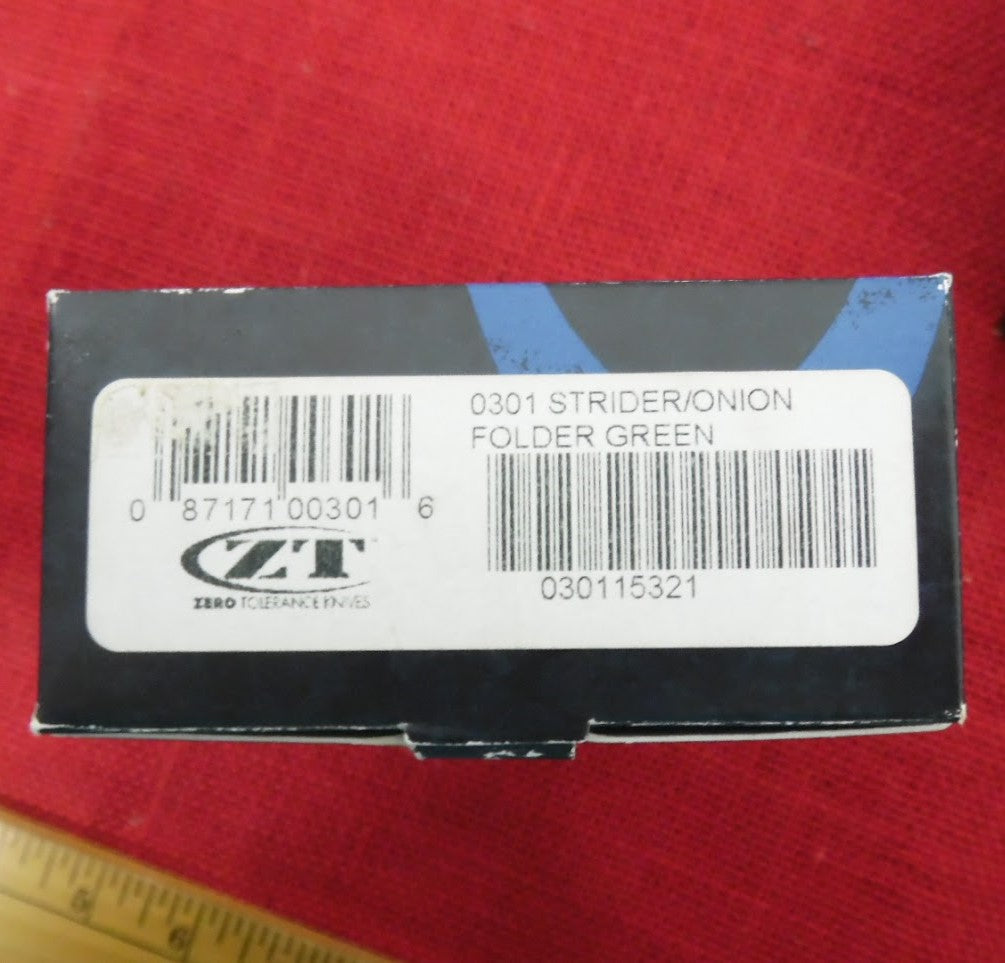 0301 STRIDER/ONION
FOLDER GREEN
0 87171 00301 6
030115321
ZT
ZERO TOLERANCE KNIVES